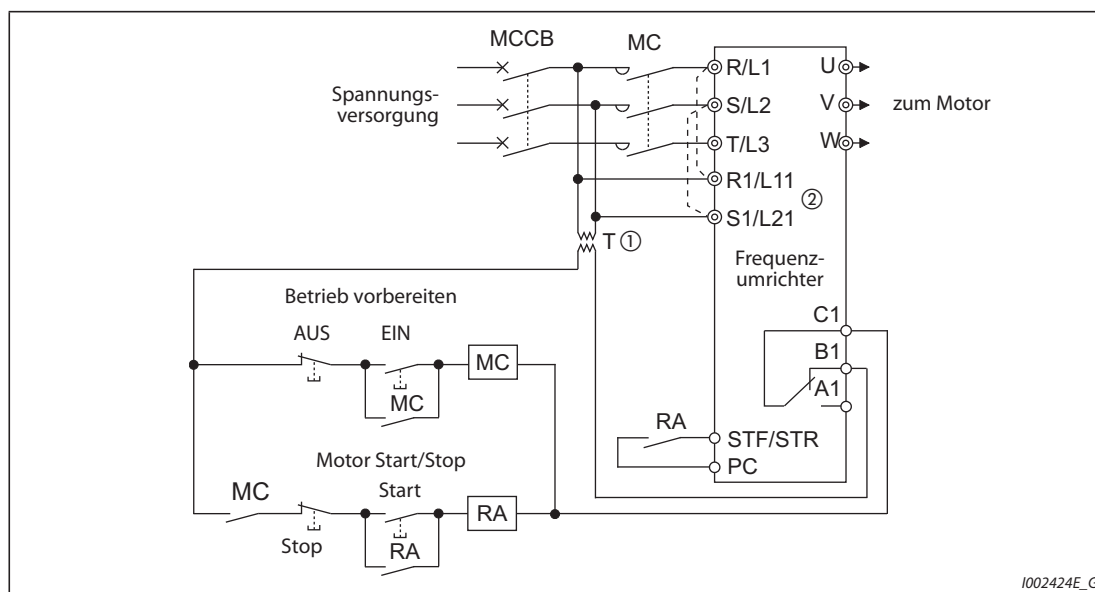 MCCB
MC
R/L1
U
Spannungs-
versorgung
S/L2
V
zum Motor
T/L3
W
R1/L11
②
S1/L21
T ①
Frequenz-
umrichter
Betrieb vorbereiten
C1
AUS
EIN
B1
MC
A1
MC
RA
STF/STR
Motor Start/Stop
PC
MC
Start
RA
Stop
RA
I002424E_G